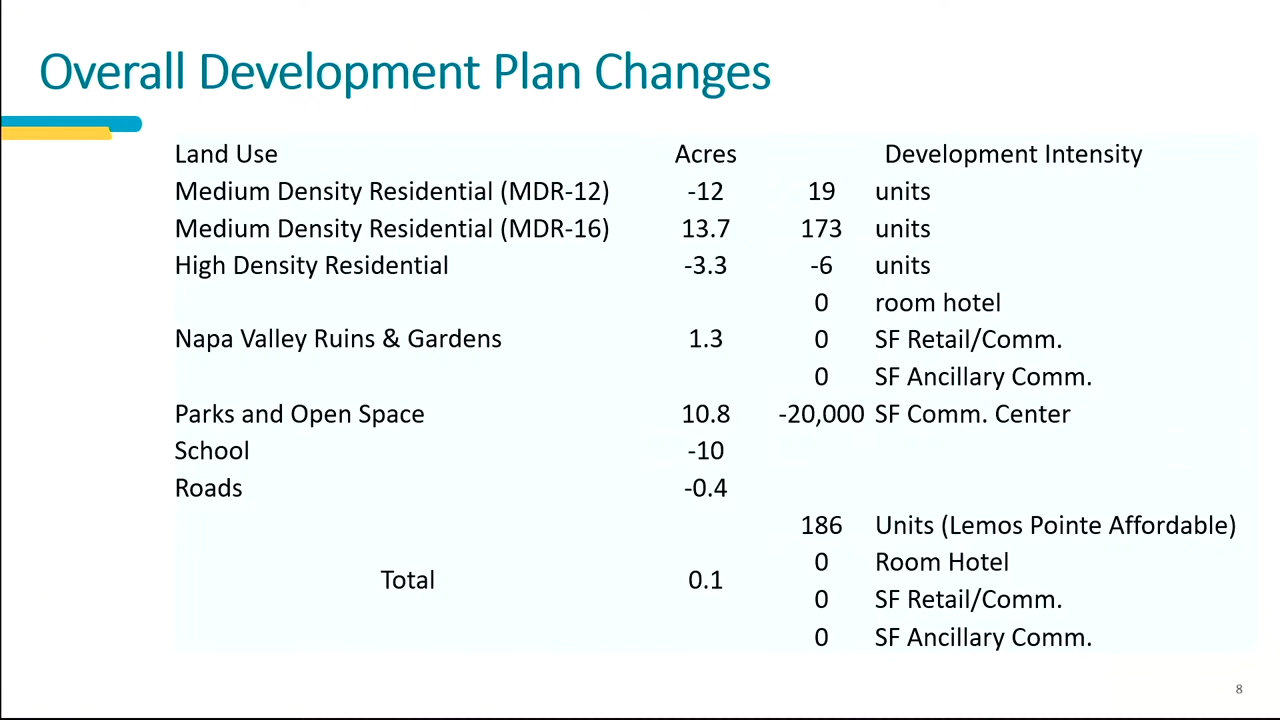 Overall Development Plan Changes
Land Use Acres Development Intensity
Medium Density Residential (MDR-12) -12 19 units
Medium Density Residential (MDR-16) 13.7 173 units
High Density Residential -3.3 -6 units
0 room hotel
Napa Valley Ruins & Gardens 1.3 0 SF Retail/Comm.
0 SF Ancillary Comm.
Parks and Open Space 10.8 -20,000 SF Comm. Center
School -10
Roads -0.4
186 Units (Lemos Pointe Affordable)
0 Room Hotel
Total 0.1
0 SF Retail/Comm.
0 SF Ancillary Comm.
8